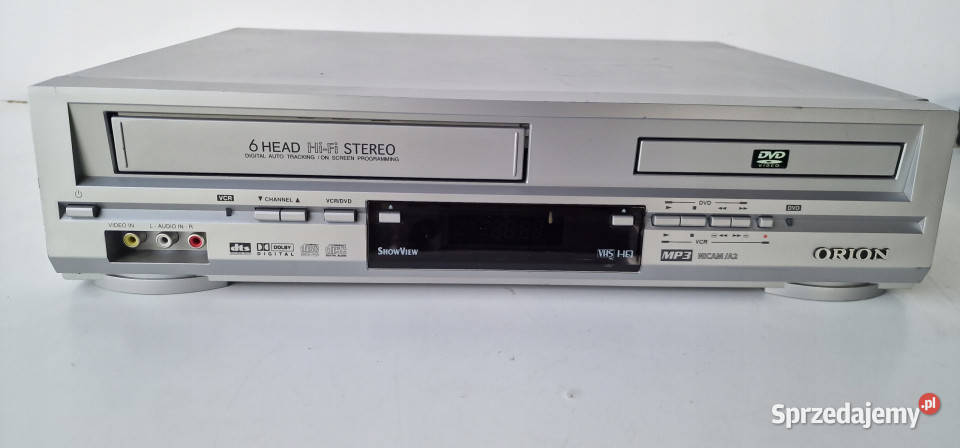 6 HEAD Hi-Fi STEREO
DIGITAL AUTO TRACKING / ON SCREEN PROGRAMMING
DVD
VIDEO
VCR
▼ CHANNEL ▲
VCR/DVD
DVD
DVD
VIDEO IN L - AUDIO IN - R
dts
DOLBY
DIGITAL
SHOWVIEW
VHS HQ
VCR
MP3 NICAM/A2
ORION
Sprzedajemy.pl